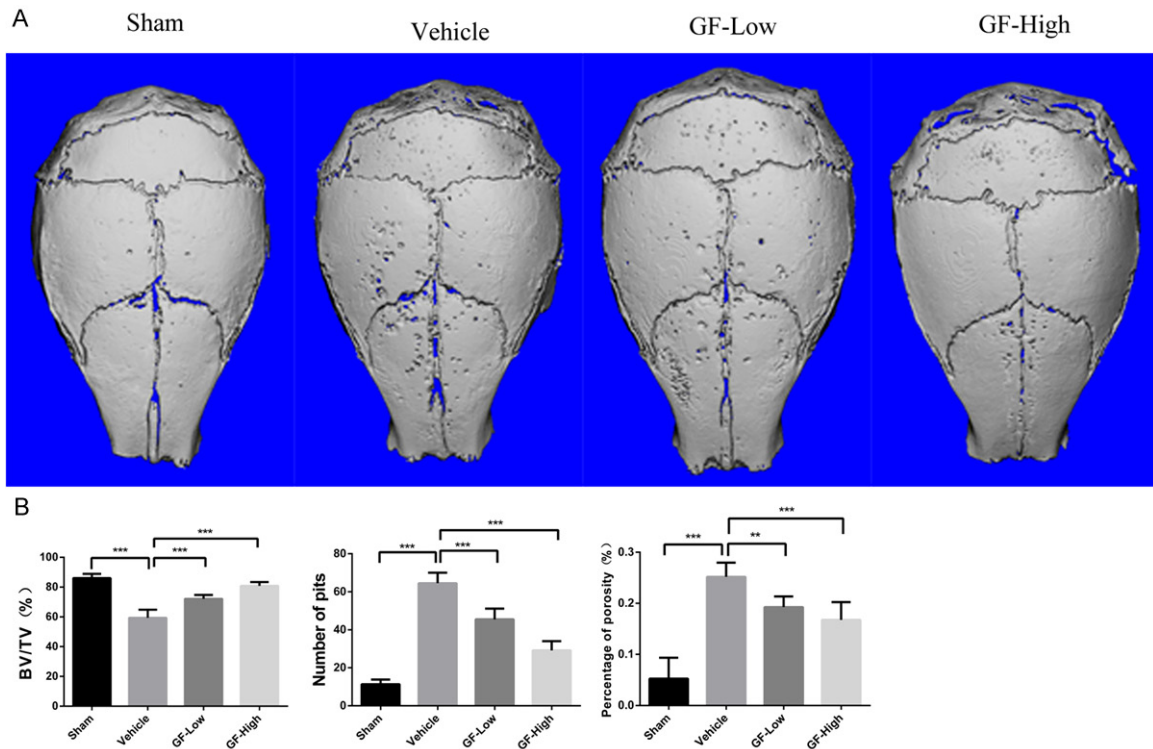 A
Sham
Vehicle
GF-Low
GF-High
B
*** *** ***
BV/TV (%)
100
80
60
40
20
0
Sham
Vehicle
GF-Low
GF-High
*** *** ***
Number of pits
80
60
40
20
0
Sham
Vehicle
GF-Low
GF-High
*** ** ***
Percentage of porosity (%)
0.3
0.2
0.1
0.0
Sham
Vehicle
GF-Low
GF-High